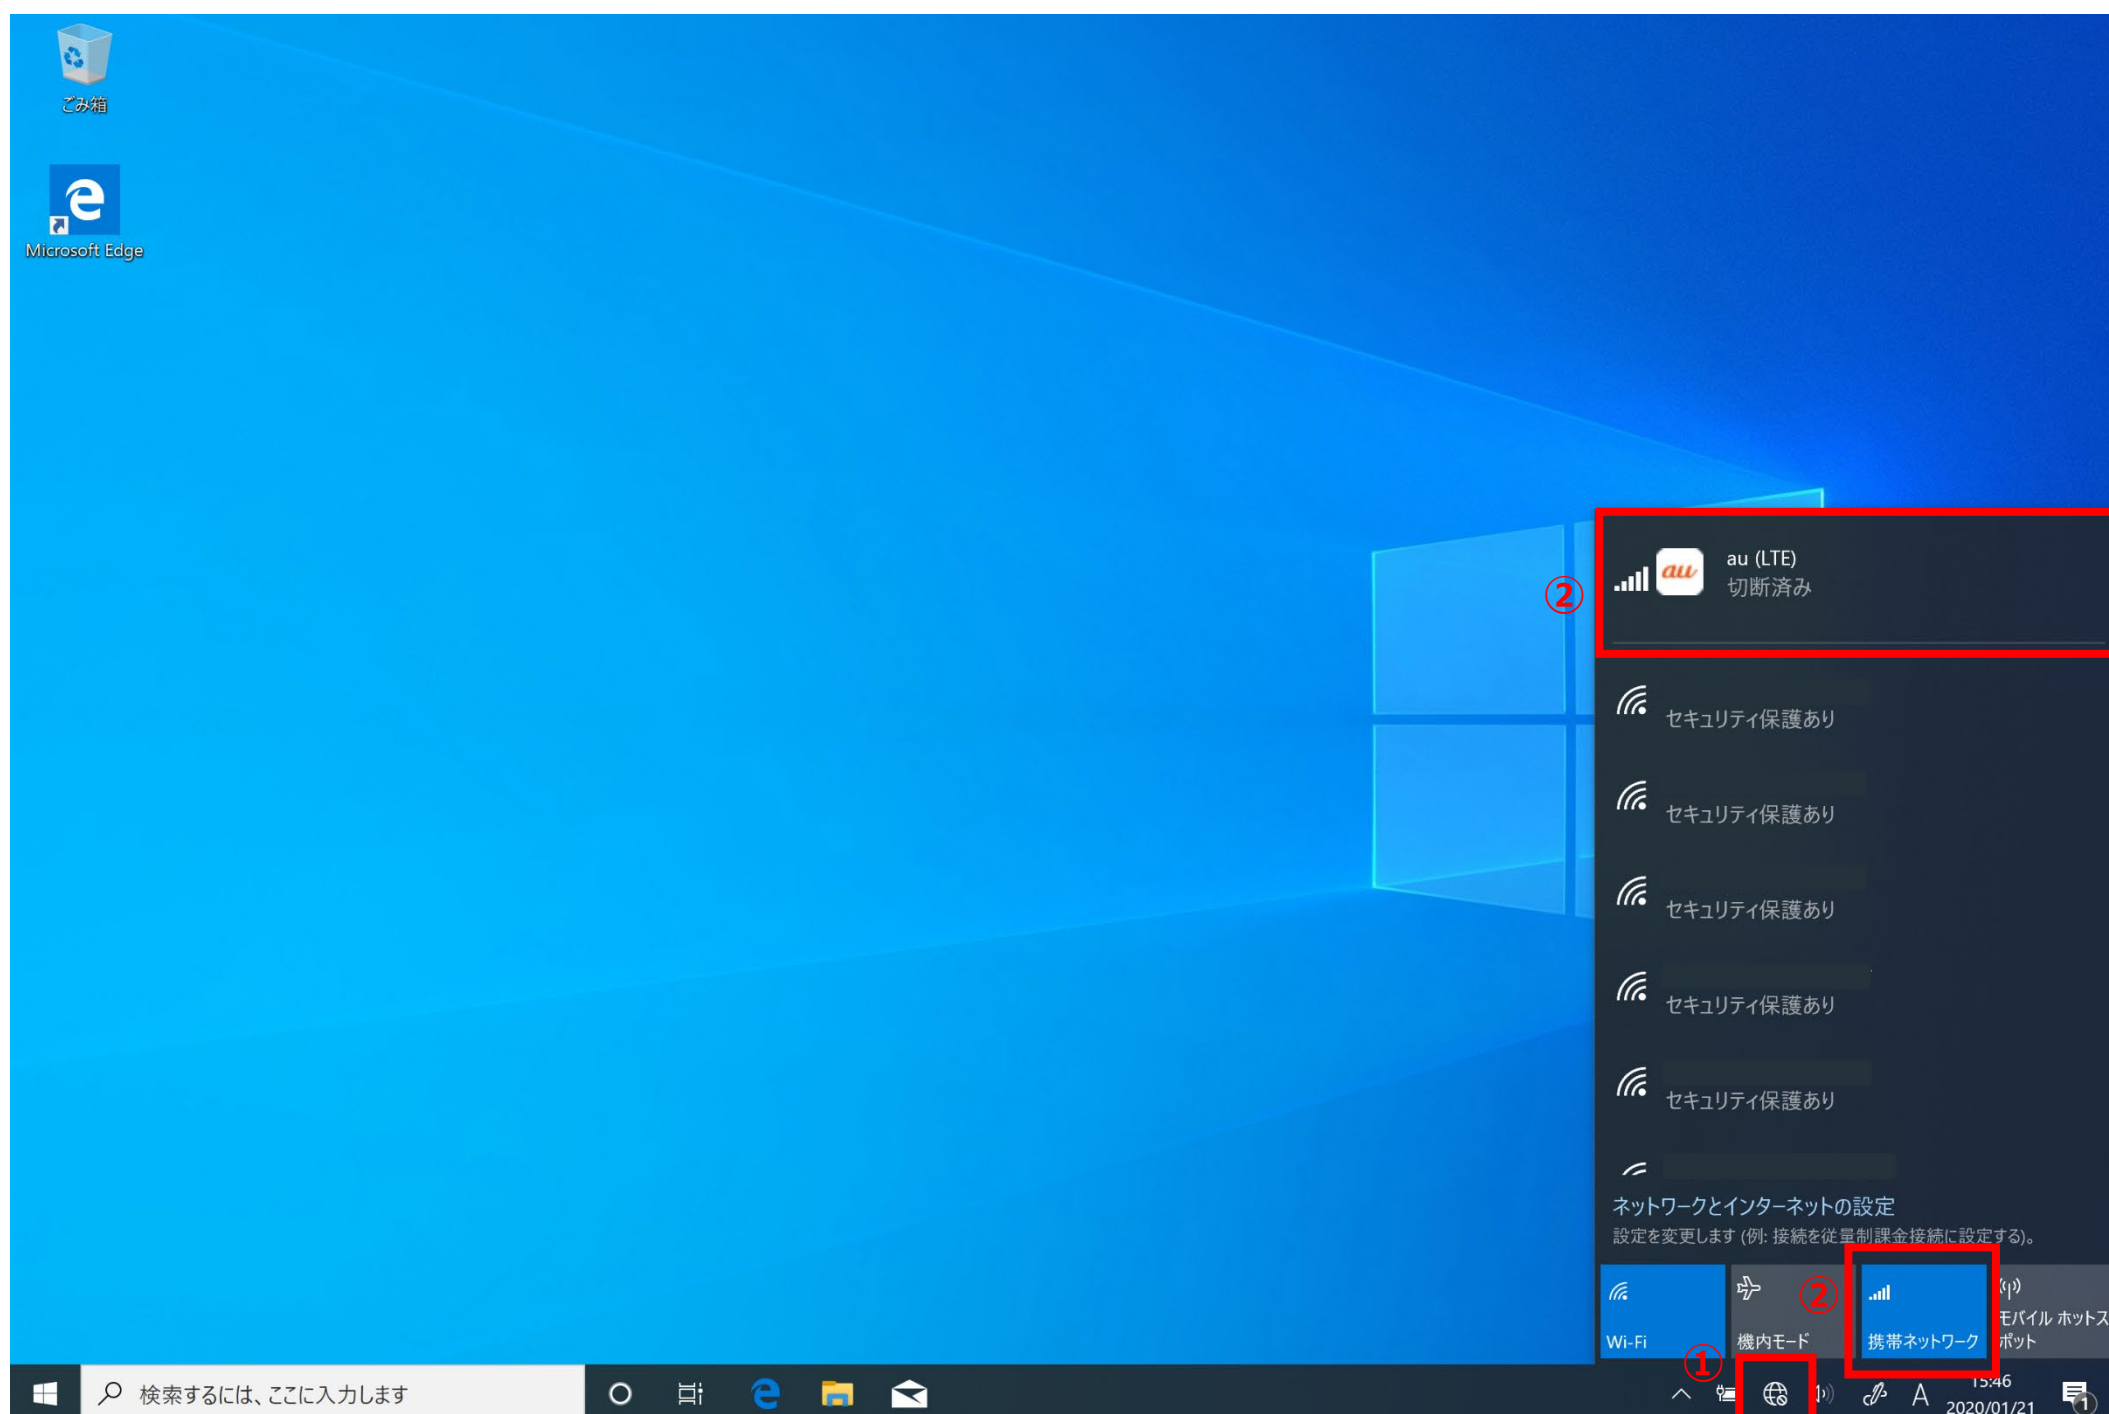 ごみ箱
Microsoft Edge
②
au
au (LTE)
切断済み
セキュリティ保護あり
セキュリティ保護あり
セキュリティ保護あり
セキュリティ保護あり
セキュリティ保護あり
ネットワークとインターネットの設定
設定を変更します (例: 接続を従量制課金接続に設定する)。
Wi-Fi
機内モード
②
携帯ネットワーク
モバイル ホットス
ポット
①
検索するには、ここに入力します
A
15:46
2020/01/21
1